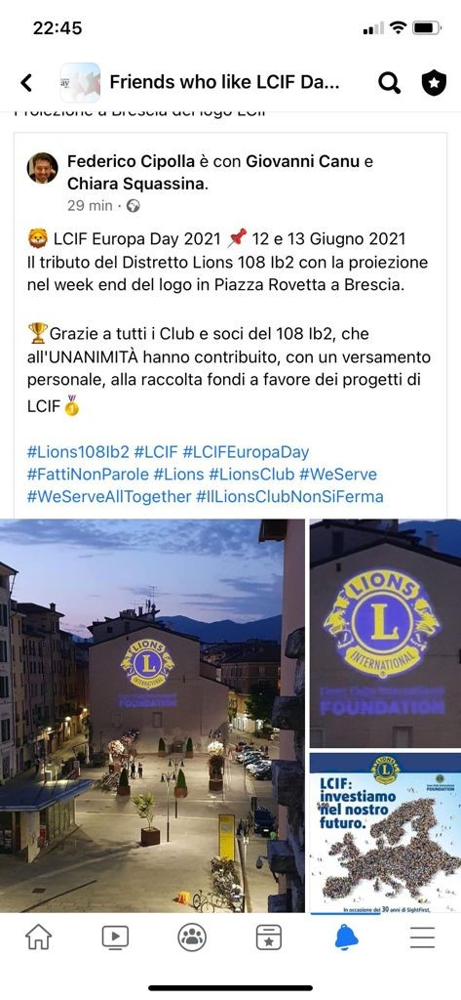 22:45
Friends who like LCIF Da...
Proiezione a Brescia del logo LCIF
Federico Cipolla è con Giovanni Canu e
Chiara Squassina.
29 min ·
LCIF Europa Day 2021 📌 12 e 13 Giugno 2021
Il tributo del Distretto Lions 108 Ib2 con la proiezione
nel week end del logo in Piazza Rovetta a Brescia.
🏆Grazie a tutti i Club e soci del 108 Ib2, che
all'UNANIMITÀ hanno contribuito, con un versamento
personale, alla raccolta fondi a favore dei progetti di
LCIF🏅
#Lions108Ib2 #LCIF #LCIFEuropaDay
#FattiNonParole #Lions #LionsClub #WeServe
#WeServeAllTogether #IlLionsClubNonSiFerma
LIONS
L
INTERNATIONAL
FOUNDATION
LIONS
L
INTERNATIONAL
Lions Clubs International
FOUNDATION
LIONS
L
FOUNDATION
LCIF:
investiamo
nel nostro
futuro.
In occasione dei 30 anni di SightFirst,